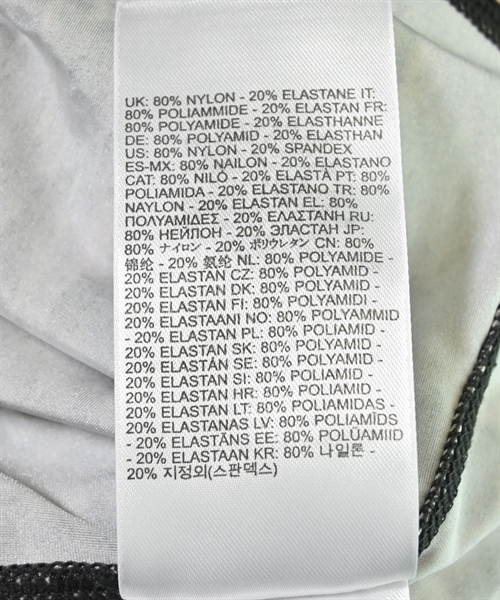 UK: 80% NYLON - 20% ELASTANE IT:
80% POLIAMMIDE - 20% ELASTAN FR:
80% POLYAMIDE - 20% ELASTHANNE
DE: 80% POLYAMID - 20% ELASTHAN
US: 80% NYLON - 20% SPANDEX
ES-MX: 80% NAILON - 20% ELASTANO
CAT: 80% NILÓ - 20% ELASTÀ PT: 80%
POLIAMIDA - 20% ELASTANO TR: 80%
NAYLON - 20% ELASTAN EL: 80%
ΠΟΛΥΑΜΙΔΕΣ - 20% ΕΛΑΣΤΑΝΗ RU:
80% НЕЙЛОН - 20% ЭЛАСТАН JP:
80% ナイロン - 20% ポリウレタン CN: 80%
锦纶 - 20% 氨纶 NL: 80% POLYAMIDE -
20% ELASTAN CZ: 80% POLYAMID -
20% ELASTAN DK: 80% POLYAMID -
20% ELASTAN FI: 80% POLYAMIDI -
20% ELASTAANI NO: 80% POLYAMMID
- 20% ELASTAN PL: 80% POLIAMID -
20% ELASTAN SK: 80% POLYAMID -
20% ELASTÁN SE: 80% POLYAMID -
20% ELASTAN SI: 80% POLIAMID -
20% ELASTAN HR: 80% POLIAMID -
20% ELASTAN LT: 80% POLIAMIDAS -
20% ELASTANAS LV: 80% POLIAMĪDS
- 20% ELASTĀNS EE: 80% POLÜAMIID
- 20% ELASTAAN KR: 80% 나일론 -
20% 지정외(스판덱스)